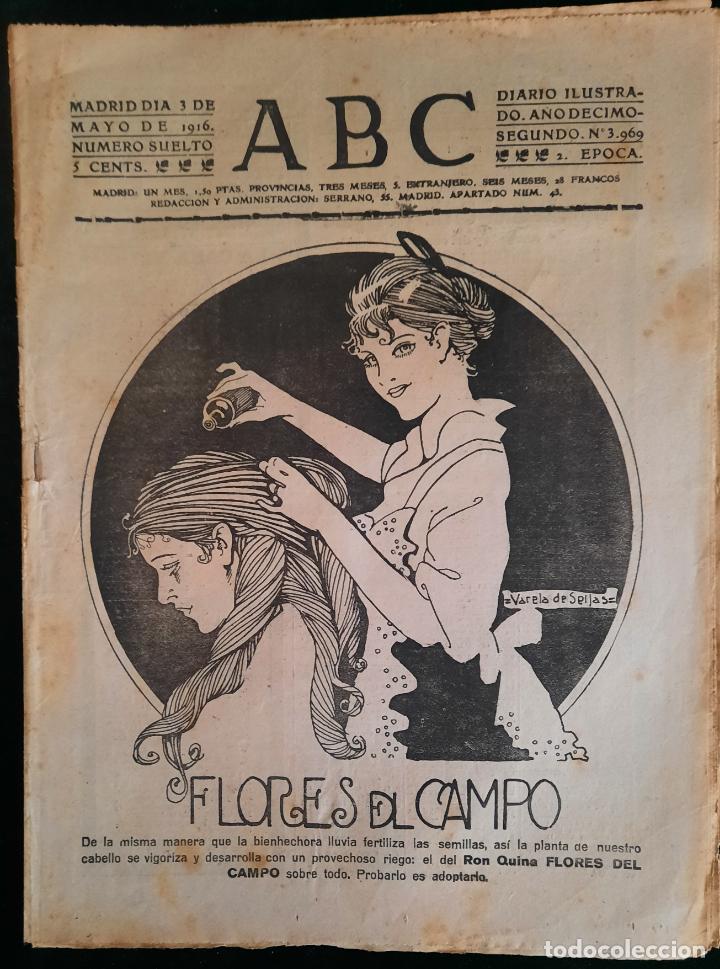 MADRID DIA 3 DE
MAYO DE 1916.
NUMERO SUELTO
5 CENTS.
ABC
DIARIO ILUSTRA-
DO. AÑO DECIMO-
SEGUNDO. N° 3.969
2. EPOCA.
MADRID: UN MES, 1,50 PTAS. PROVINCIAS, TRES MESES, 5. EXTRANJERO, SEIS MESES, 28 FRANCOS
REDACCION Y ADMINISTRACION: SERRANO, 55. MADRID. APARTADO NUM. 43.
=Varela de Seijas=
FLORES DEL CAMPO
De la misma manera que la bienhechora lluvia fertiliza las semillas, así la planta de nuestro
cabello se vigoriza y desarrolla con un provechoso riego: el del Ron Quina FLORES DEL
CAMPO sobre todo. Probarlo es adoptarlo.
todocoleccion